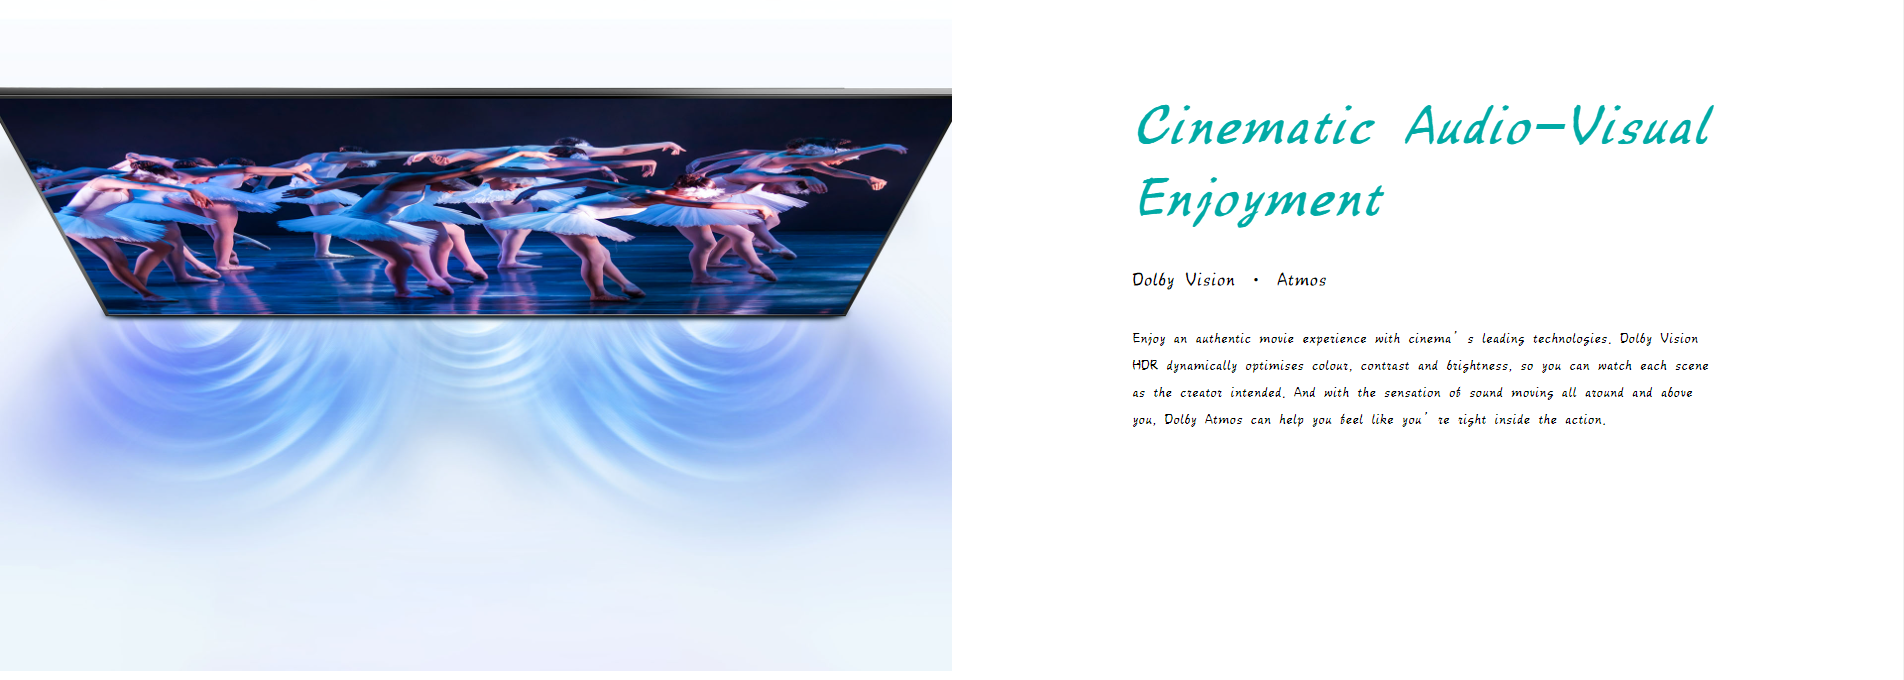 Cinematic Audio-Visual
Enjoyment
Dolby Vision • Atmos
Enjoy an authentic movie experience with cinema’s leading technologies. Dolby Vision
HDR dynamically optimises colour, contrast and brightness, so you can watch each scene
as the creator intended. And with the sensation of sound moving all around and above
you, Dolby Atmos can help you feel like you’re right inside the action.